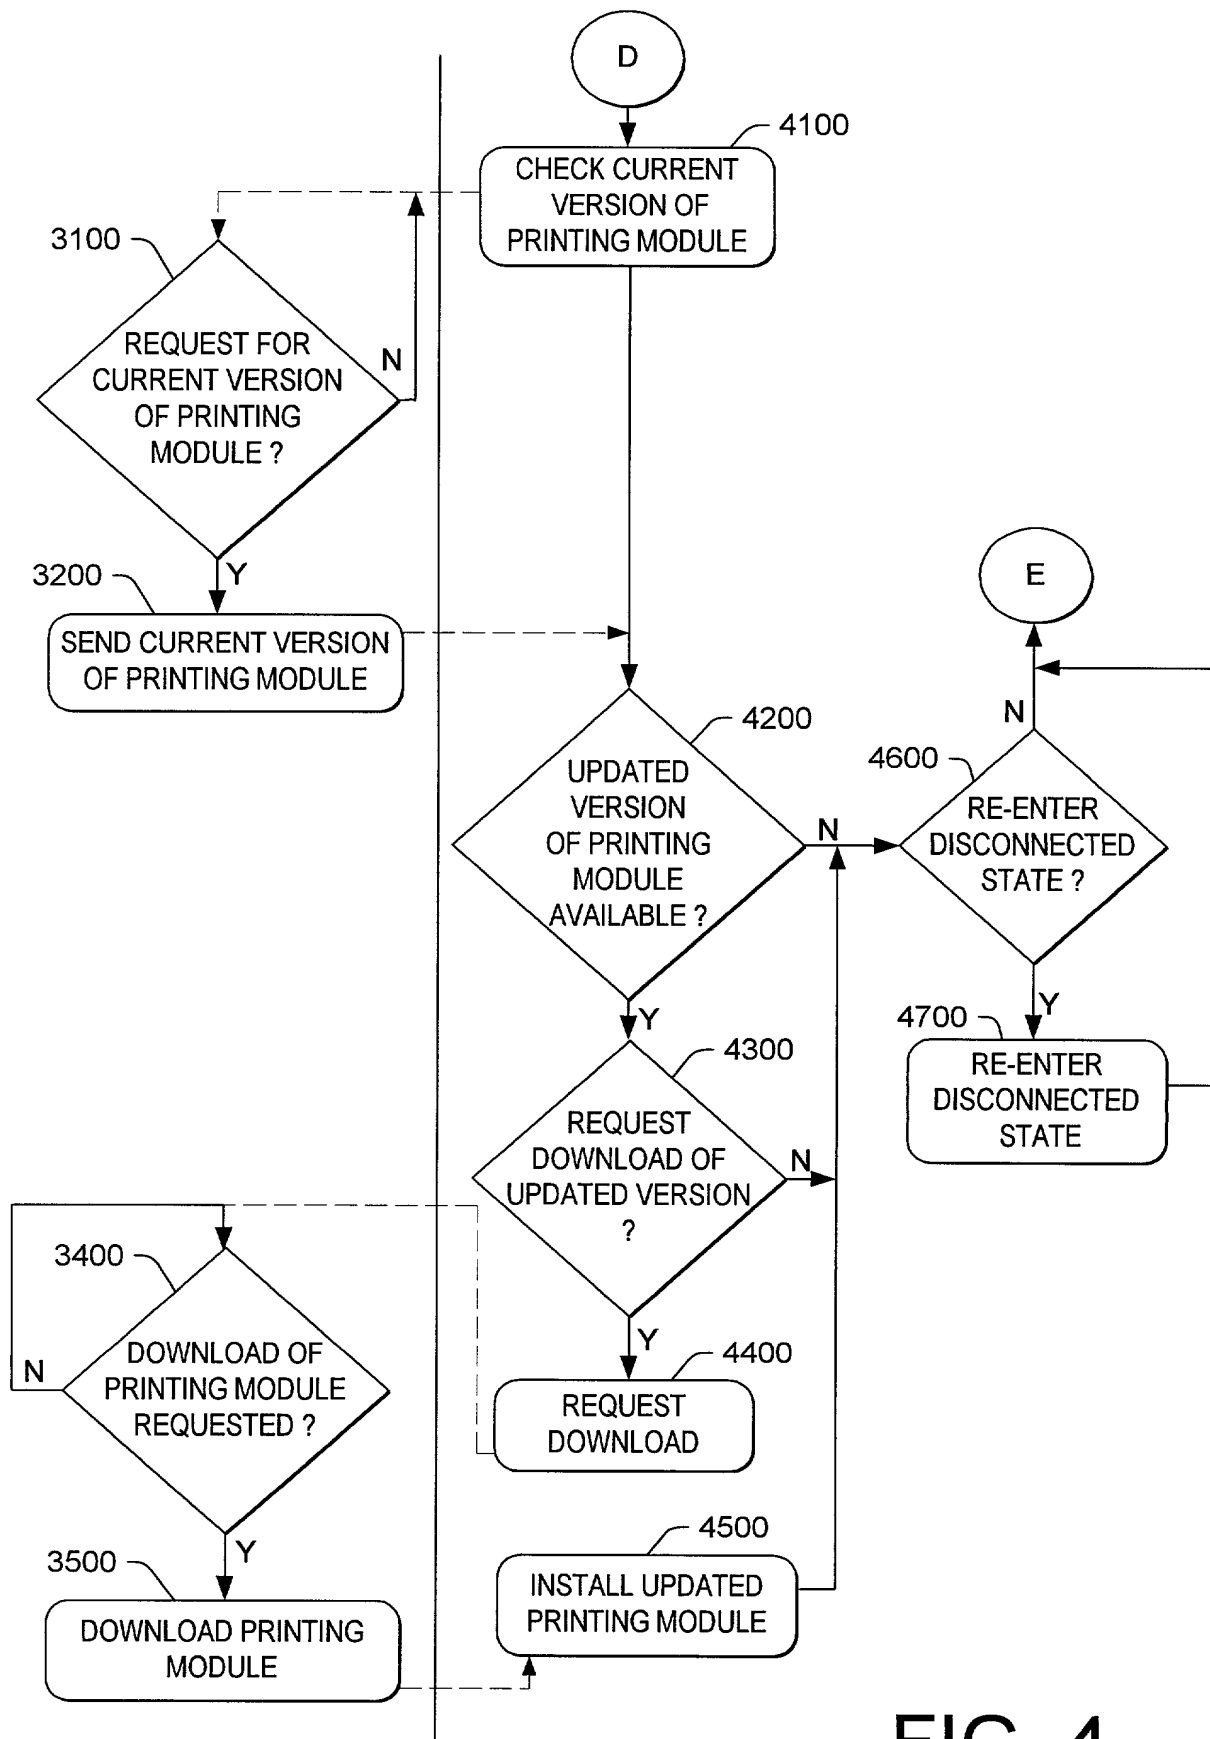 D
4100
CHECK CURRENT
VERSION OF
PRINTING MODULE
3100
REQUEST FOR
CURRENT VERSION
OF PRINTING
MODULE ?
N
Y
3200
SEND CURRENT VERSION
OF PRINTING MODULE
E
4200
UPDATED
VERSION
OF PRINTING
MODULE
AVAILABLE ?
N
Y
N
4600
RE-ENTER
DISCONNECTED
STATE ?
Y
4700
RE-ENTER
DISCONNECTED
STATE
4300
REQUEST
DOWNLOAD OF
UPDATED VERSION
?
N
Y
3400
DOWNLOAD OF
PRINTING MODULE
REQUESTED ?
N
Y
4400
REQUEST
DOWNLOAD
4500
INSTALL UPDATED
PRINTING MODULE
3500
DOWNLOAD PRINTING
MODULE
FIG. 4